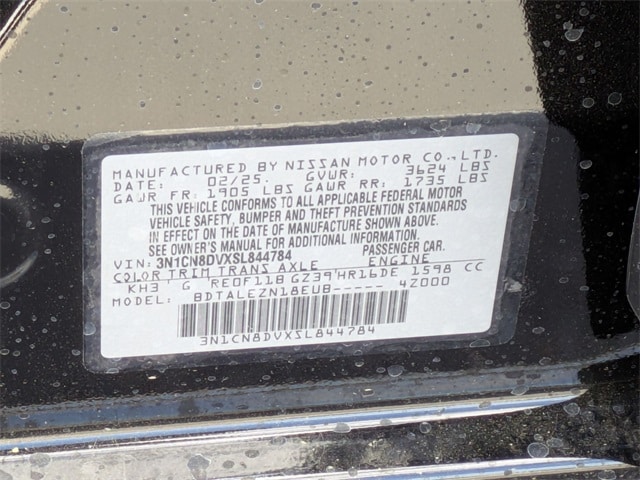 MANUFACTURED BY NISSAN MOTOR CO., LTD.
DATE: 02/25. GVWR: 3624 LBS
GAWR FR: 1905 LBS GAWR RR: 1735 LBS
THIS VEHICLE CONFORMS TO ALL APPLICABLE FEDERAL MOTOR
VEHICLE SAFETY, BUMPER AND THEFT PREVENTION STANDARDS
IN EFFECT ON THE DATE OF MANUFACTURE SHOWN ABOVE.
SEE OWNER'S MANUAL FOR ADDITIONAL INFORMATION.
VIN: 3N1CN8DVXSL844784 PASSENGER CAR.
COLOR TRIM TRANS AXLE ENGINE
KH3 G RE0F11B GZ39 HR16DE 1598 CC
MODEL: BDTALEZN18EUB----- 4Z000
3N1CN8DVXSL844784